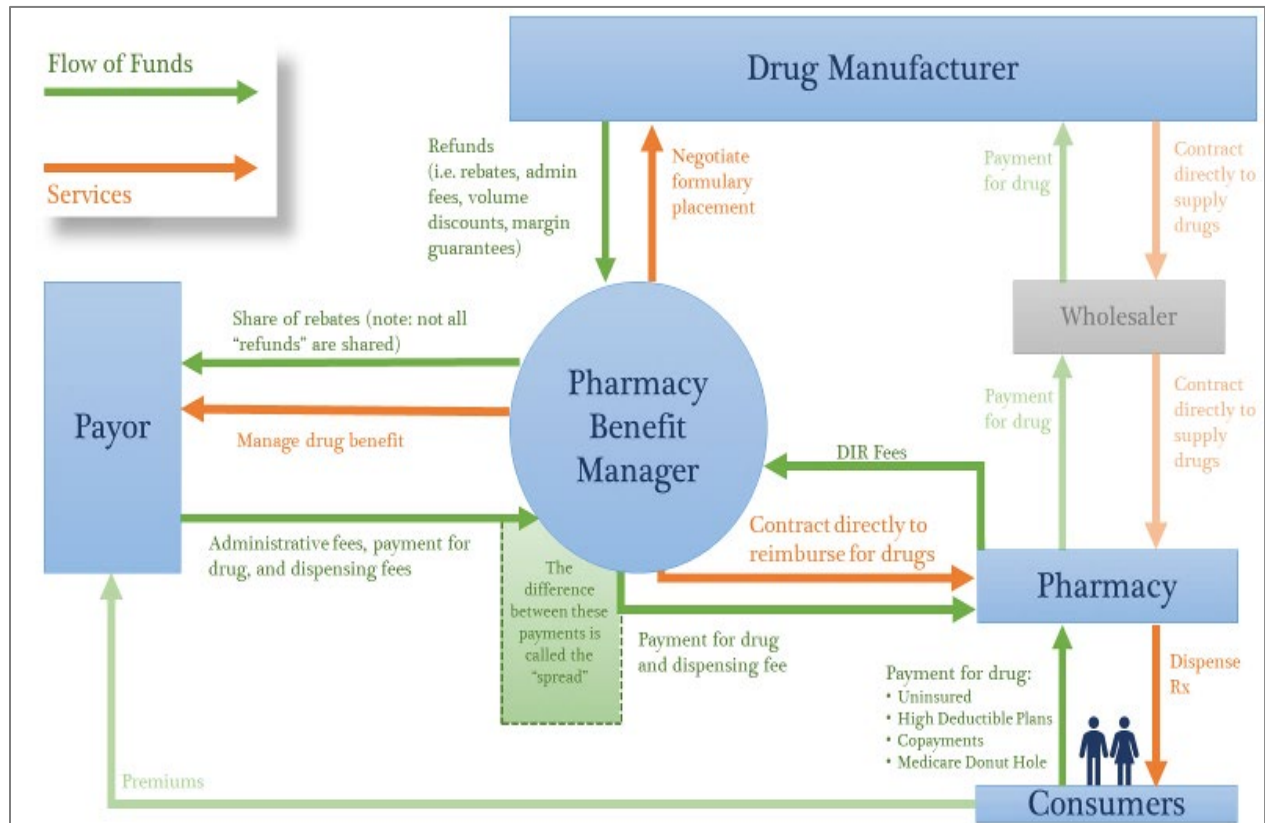 Flow of Funds
Services
Drug Manufacturer
Refunds
(i.e. rebates, admin
fees, volume
discounts, margin
guarantees)
Negotiate
formulary
placement
Payment
for drug
Contract
directly to
supply
drugs
Wholesaler
Share of rebates (note: not all
“refunds” are shared)
Payor
Manage drug benefit
Pharmacy
Benefit
Manager
Payment
for drug
Contract
directly to
supply
drugs
DIR Fees
Administrative fees, payment for
drug, and dispensing fees
Contract directly to
reimburse for drugs
The
difference
between these
payments is
called the
“spread”
Pharmacy
Payment for drug
and dispensing fee
Payment for drug:
• Uninsured
• High Deductible Plans
• Copayments
• Medicare Donut Hole
Dispense
Rx
Premiums
Consumers